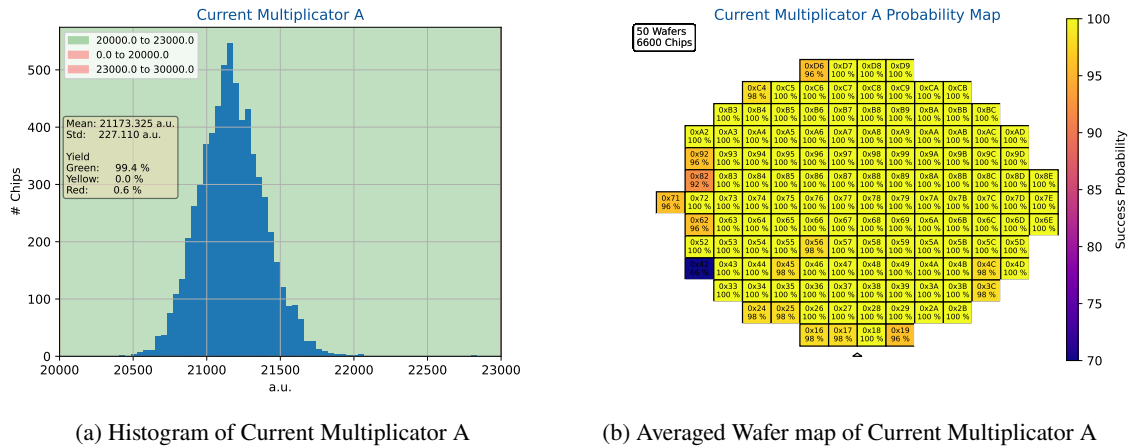 Current Multiplicator A
20000.0 to 23000.0
0.0 to 20000.0
23000.0 to 30000.0
Mean: 21173.325 a.u.
Std: 227.110 a.u.
Yield
Green: 99.4 %
Yellow: 0.0 %
Red: 0.6 %
# Chips
500
400
300
200
100
0
20000 20500 21000 21500 22000 22500 23000
a.u.
(a) Histogram of Current Multiplicator A
Current Multiplicator A Probability Map
50 Wafers
6600 Chips
0xD6 0xD7 0xD8 0xD9
96 % 100 % 100 % 100 %
0xC4 0xC5 0xC6 0xC7 0xC8 0xC9 0xCA 0xCB
98 % 100 % 100 % 100 % 100 % 100 % 100 % 100 %
0xB3 0xB4 0xB5 0xB6 0xB7 0xB8 0xB9 0xBA 0xBB 0xBC
100 % 100 % 100 % 100 % 100 % 100 % 100 % 100 % 100 % 100 %
0xA2 0xA3 0xA4 0xA5 0xA6 0xA7 0xA8 0xA9 0xAA 0xAB 0xAC 0xAD
100 % 100 % 100 % 100 % 100 % 100 % 100 % 100 % 100 % 100 % 100 % 100 %
0x92 0x93 0x94 0x95 0x96 0x97 0x98 0x99 0x9A 0x9B 0x9C 0x9D
96 % 100 % 100 % 100 % 100 % 100 % 100 % 100 % 100 % 100 % 100 % 100 %
0x82 0x83 0x84 0x85 0x86 0x87 0x88 0x89 0x8A 0x8B 0x8C 0x8D 0x8E
92 % 100 % 100 % 100 % 100 % 100 % 100 % 100 % 100 % 100 % 100 % 100 % 100 %
0x71 0x72 0x73 0x74 0x75 0x76 0x77 0x78 0x79 0x7A 0x7B 0x7C 0x7D 0x7E
96 % 100 % 100 % 100 % 100 % 100 % 100 % 100 % 100 % 100 % 100 % 100 % 100 % 100 %
0x62 0x63 0x64 0x65 0x66 0x67 0x68 0x69 0x6A 0x6B 0x6C 0x6D 0x6E
96 % 100 % 100 % 100 % 100 % 100 % 100 % 100 % 100 % 100 % 100 % 100 % 100 %
0x52 0x53 0x54 0x55 0x56 0x57 0x58 0x59 0x5A 0x5B 0x5C 0x5D
100 % 100 % 100 % 100 % 98 % 100 % 100 % 100 % 100 % 100 % 100 % 100 %
0x43 0x44 0x45 0x46 0x47 0x48 0x49 0x4A 0x4B 0x4C 0x4D
100 % 100 % 98 % 100 % 100 % 100 % 100 % 100 % 100 % 98 % 100 %
0x33 0x34 0x35 0x36 0x37 0x38 0x39 0x3A 0x3B 0x3C
100 % 100 % 100 % 100 % 100 % 100 % 100 % 100 % 100 % 98 %
0x24 0x25 0x26 0x27 0x28 0x29 0x2A 0x2B
98 % 98 % 100 % 100 % 100 % 100 % 100 % 100 %
0x16 0x17 0x18 0x19
98 % 98 % 100 % 96 %
100
95
90
85
80
75
70
Success Probability
(b) Averaged Wafer map of Current Multiplicator A